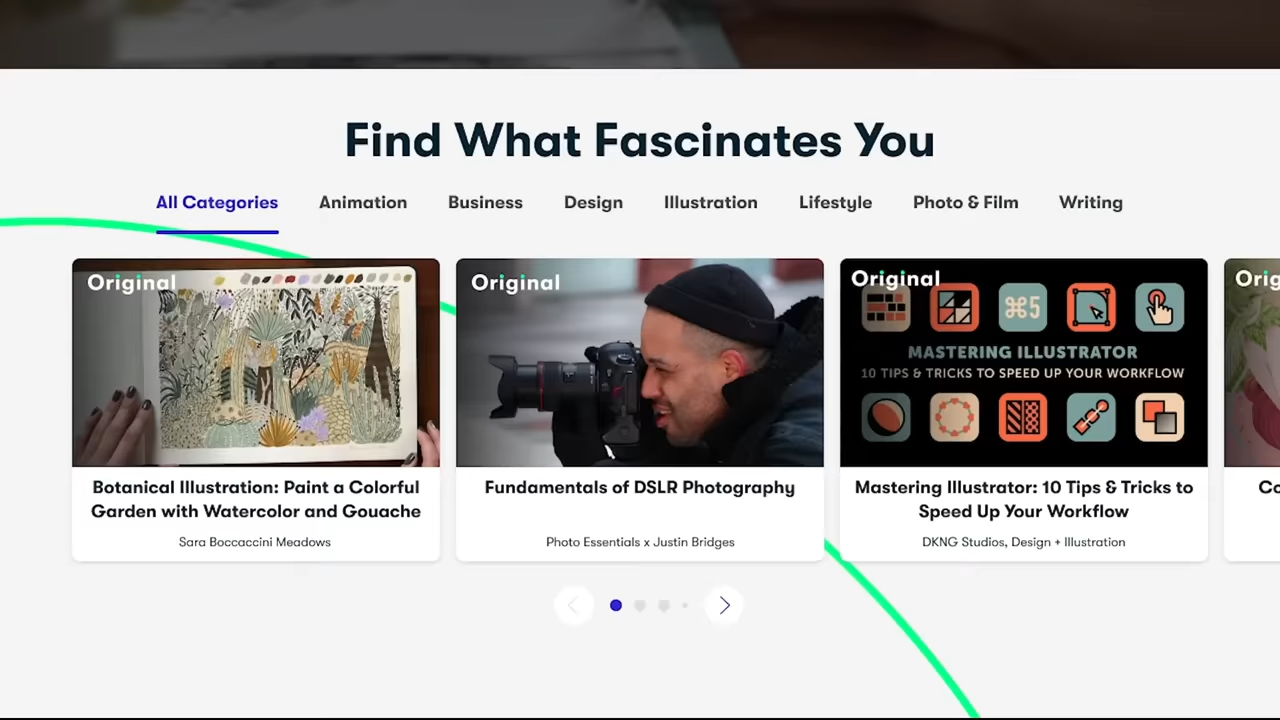 Find What Fascinates You
All Categories Animation Business Design Illustration Lifestyle Photo & Film Writing
Original
Original
Original
Orig
⌘5
MASTERING ILLUSTRATOR
10 TIPS & TRICKS TO SPEED UP YOUR WORKFLOW
Botanical Illustration: Paint a Colorful
Garden with Watercolor and Gouache
Sara Boccaccini Meadows
Fundamentals of DSLR Photography
Photo Essentials x Justin Bridges
Mastering Illustrator: 10 Tips & Tricks to
Speed Up Your Workflow
DKNG Studios, Design + Illustration
Co